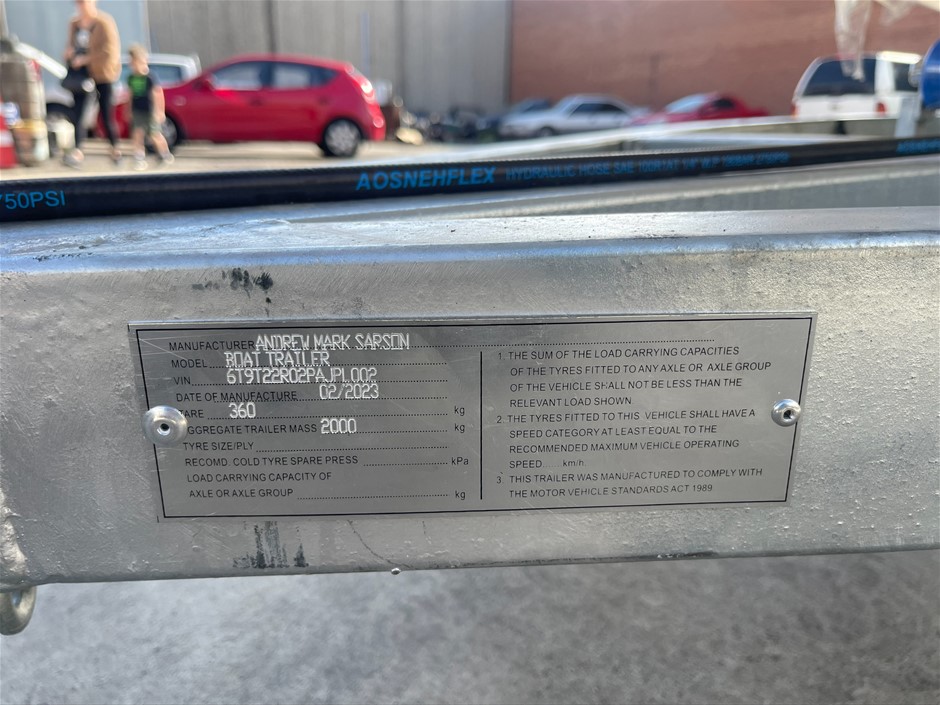 750PSI
AOSNEHFLEX HYDRAULIC HOSE SAE 100R1AT 1/4" W.P
AOSNEHFLEX
MANUFACTURER ANDREW MARK SARSON
MODEL BOAT TRAILER
VIN 6T9T22R02PAJPL002
DATE OF MANUFACTURE 02/2023
TARE 360 kg
AGGREGATE TRAILER MASS 2000 kg
TYRE SIZE/PLY
RECOMD. COLD TYRE SPARE PRESS kPa
LOAD CARRYING CAPACITY OF
AXLE OR AXLE GROUP kg
1. THE SUM OF THE LOAD CARRYING CAPACITIES
OF THE TYRES FITTED TO ANY AXLE OR AXLE GROUP
OF THE VEHICLE SHALL NOT BE LESS THAN THE
RELEVANT LOAD SHOWN.
2. THE TYRES FITTED TO THIS VEHICLE SHALL HAVE A
SPEED CATEGORY AT LEAST EQUAL TO THE
RECOMMENDED MAXIMUM VEHICLE OPERATING
SPEED km/h
3. THIS TRAILER WAS MANUFACTURED TO COMPLY WITH
THE MOTOR VEHICLE STANDARDS ACT 1989